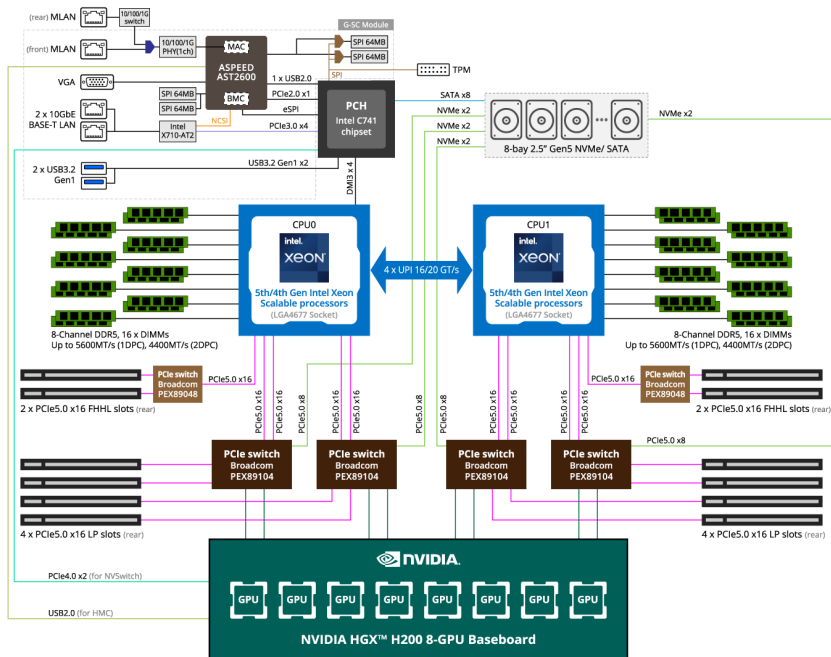 (rear) MLAN
10/100/1G
switch
G-SC Module
(front) MLAN
10/100/1G
PHY(1ch)
MAC
ASPEED
AST2600
BMC
SPI 64MB
SPI 64MB
SPI
TPM
VGA
SPI 64MB
SPI 64MB
1 x USB2.0
PCIe2.0 x1
eSPI
PCH
Intel C741
chipset
SATA x8
NVMe x2
NVMe x2
NVMe x2
NVMe x2
8-bay 2.5" Gen5 NVMe/ SATA
2 x 10GbE
BASE-T LAN
Intel
X710-AT2
NCSI
PCIe3.0 x4
2 x USB3.2
Gen1
USB3.2 Gen1 x2
DMI3 x 4
CPU0
intel.
xeon
5th/4th Gen Intel Xeon
Scalable processors
(LGA4677 Socket)
4 x UPI 16/20 GT/s
CPU1
intel.
xeon
5th/4th Gen Intel Xeon
Scalable processors
(LGA4677 Socket)
8-Channel DDR5, 16 x DIMMs
Up to 5600MT/s (1DPC), 4400MT/s (2DPC)
8-Channel DDR5, 16 x DIMMs
Up to 5600MT/s (1DPC), 4400MT/s (2DPC)
PCIe switch
Broadcom
PEX89048
PCIe5.0 x16
2 x PCIe5.0 x16 FHHL slots (rear)
PCIe5.0 x16
PCIe5.0 x16
PCIe5.0 x8
PCIe5.0 x16
PCIe5.0 x16
PCIe5.0 x8
PCIe5.0 x8
PCIe5.0 x16
PCIe5.0 x16
PCIe5.0 x16
PCIe5.0 x16
PCIe5.0 x16
PCIe switch
Broadcom
PEX89048
2 x PCIe5.0 x16 FHHL slots (rear)
PCIe switch
Broadcom
PEX89104
PCIe switch
Broadcom
PEX89104
PCIe switch
Broadcom
PEX89104
PCIe switch
Broadcom
PEX89104
PCIe5.0 x8
4 x PCIe5.0 x16 LP slots (rear)
4 x PCIe5.0 x16 LP slots (rear)
NVIDIA.
PCIe4.0 x2 (for NVSwitch)
GPU
GPU
GPU
GPU
GPU
GPU
GPU
GPU
USB2.0 (for HMC)
NVIDIA HGX™ H200 8-GPU Baseboard